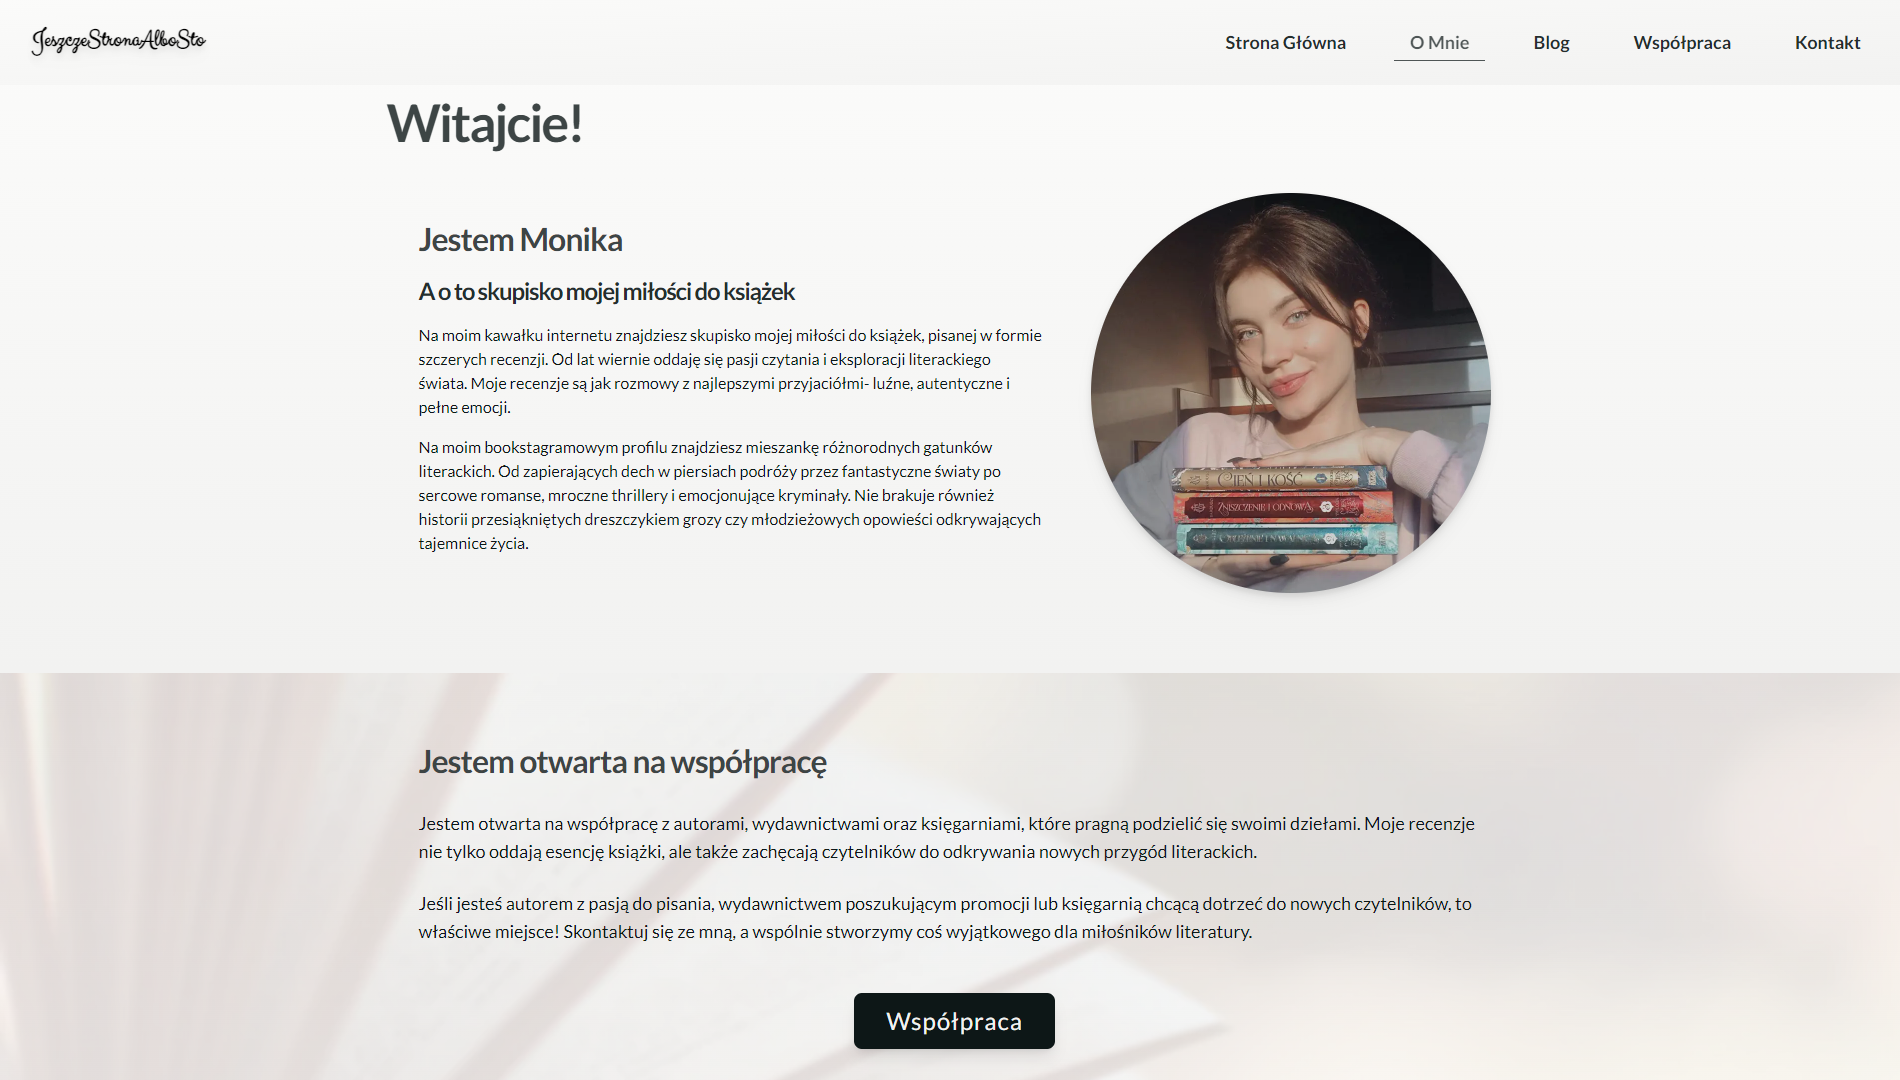 JeszczeStronaAlboSto
Strona Główna
O Mnie
Blog
Współpraca
Kontakt
Witajcie!
Jestem Monika
A o to skupisko mojej miłości do książek
Na moim kawałku internetu znajdziesz skupisko mojej miłości do książek, pisanej w formie
szczerych recenzji. Od lat wiernie oddaję się pasji czytania i eksploracji literackiego
świata. Moje recenzje są jak rozmowy z najlepszymi przyjaciółmi- luźne, autentyczne i
pełne emocji.
Na moim bookstagramowym profilu znajdziesz mieszankę różnorodnych gatunków
literackich. Od zapierających dech w piersiach podróży przez fantastyczne światy po
sercowe romanse, mroczne thrillery i emocjonujące kryminały. Nie brakuje również
historii przesiąkniętych dreszczykiem grozy czy młodzieżowych opowieści odkrywających
tajemnice życia.
CIEŃ I KOŚĆ
ZNISZCZENIE I ODNOWA
Jestem otwarta na współpracę
Jestem otwarta na współpracę z autorami, wydawnictwami oraz księgarniami, które pragną podzielić się swoimi dziełami. Moje recenzje
nie tylko oddają esencję książki, ale także zachęcają czytelników do odkrywania nowych przygód literackich.
Jeśli jesteś autorem z pasją do pisania, wydawnictwem poszukującym promocji lub księgarnią chcącą dotrzeć do nowych czytelników, to
właściwe miejsce! Skontaktuj się ze mną, a wspólnie stworzymy coś wyjątkowego dla miłośników literatury.
Współpraca